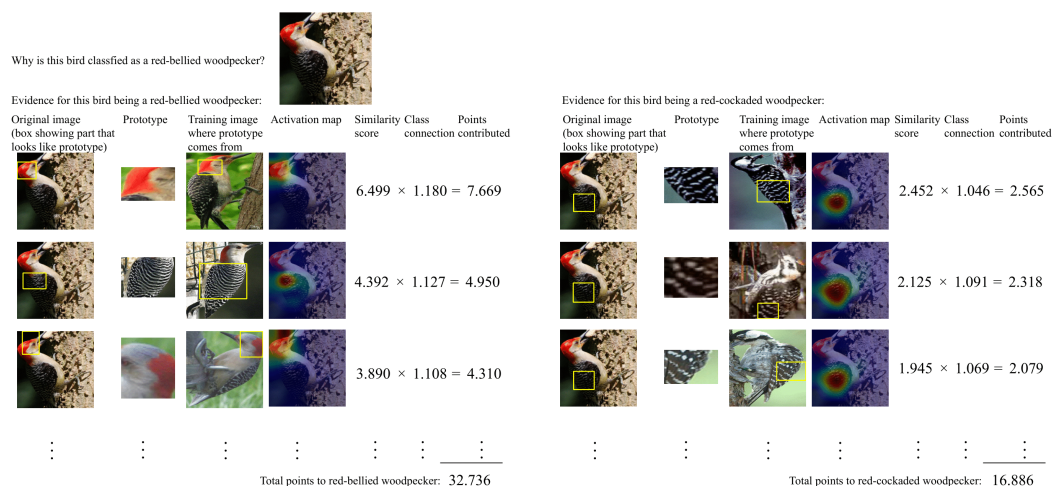 Why is this bird classfied as a red-bellied woodpecker?
Evidence for this bird being a red-bellied woodpecker:
Original image
(box showing part that
looks like prototype)
Prototype
Training image
where prototype
comes from
Activation map
Similarity
score
Class
connection
Points
contributed
6.499 × 1.180 = 7.669
4.392 × 1.127 = 4.950
3.890 × 1.108 = 4.310
Total points to red-bellied woodpecker: 32.736
Evidence for this bird being a red-cockaded woodpecker:
Original image
(box showing part that
looks like prototype)
Prototype
Training image
where prototype
comes from
Activation map
Similarity
score
Class
connection
Points
contributed
2.452 × 1.046 = 2.565
2.125 × 1.091 = 2.318
1.945 × 1.069 = 2.079
Total points to red-cockaded woodpecker: 16.886